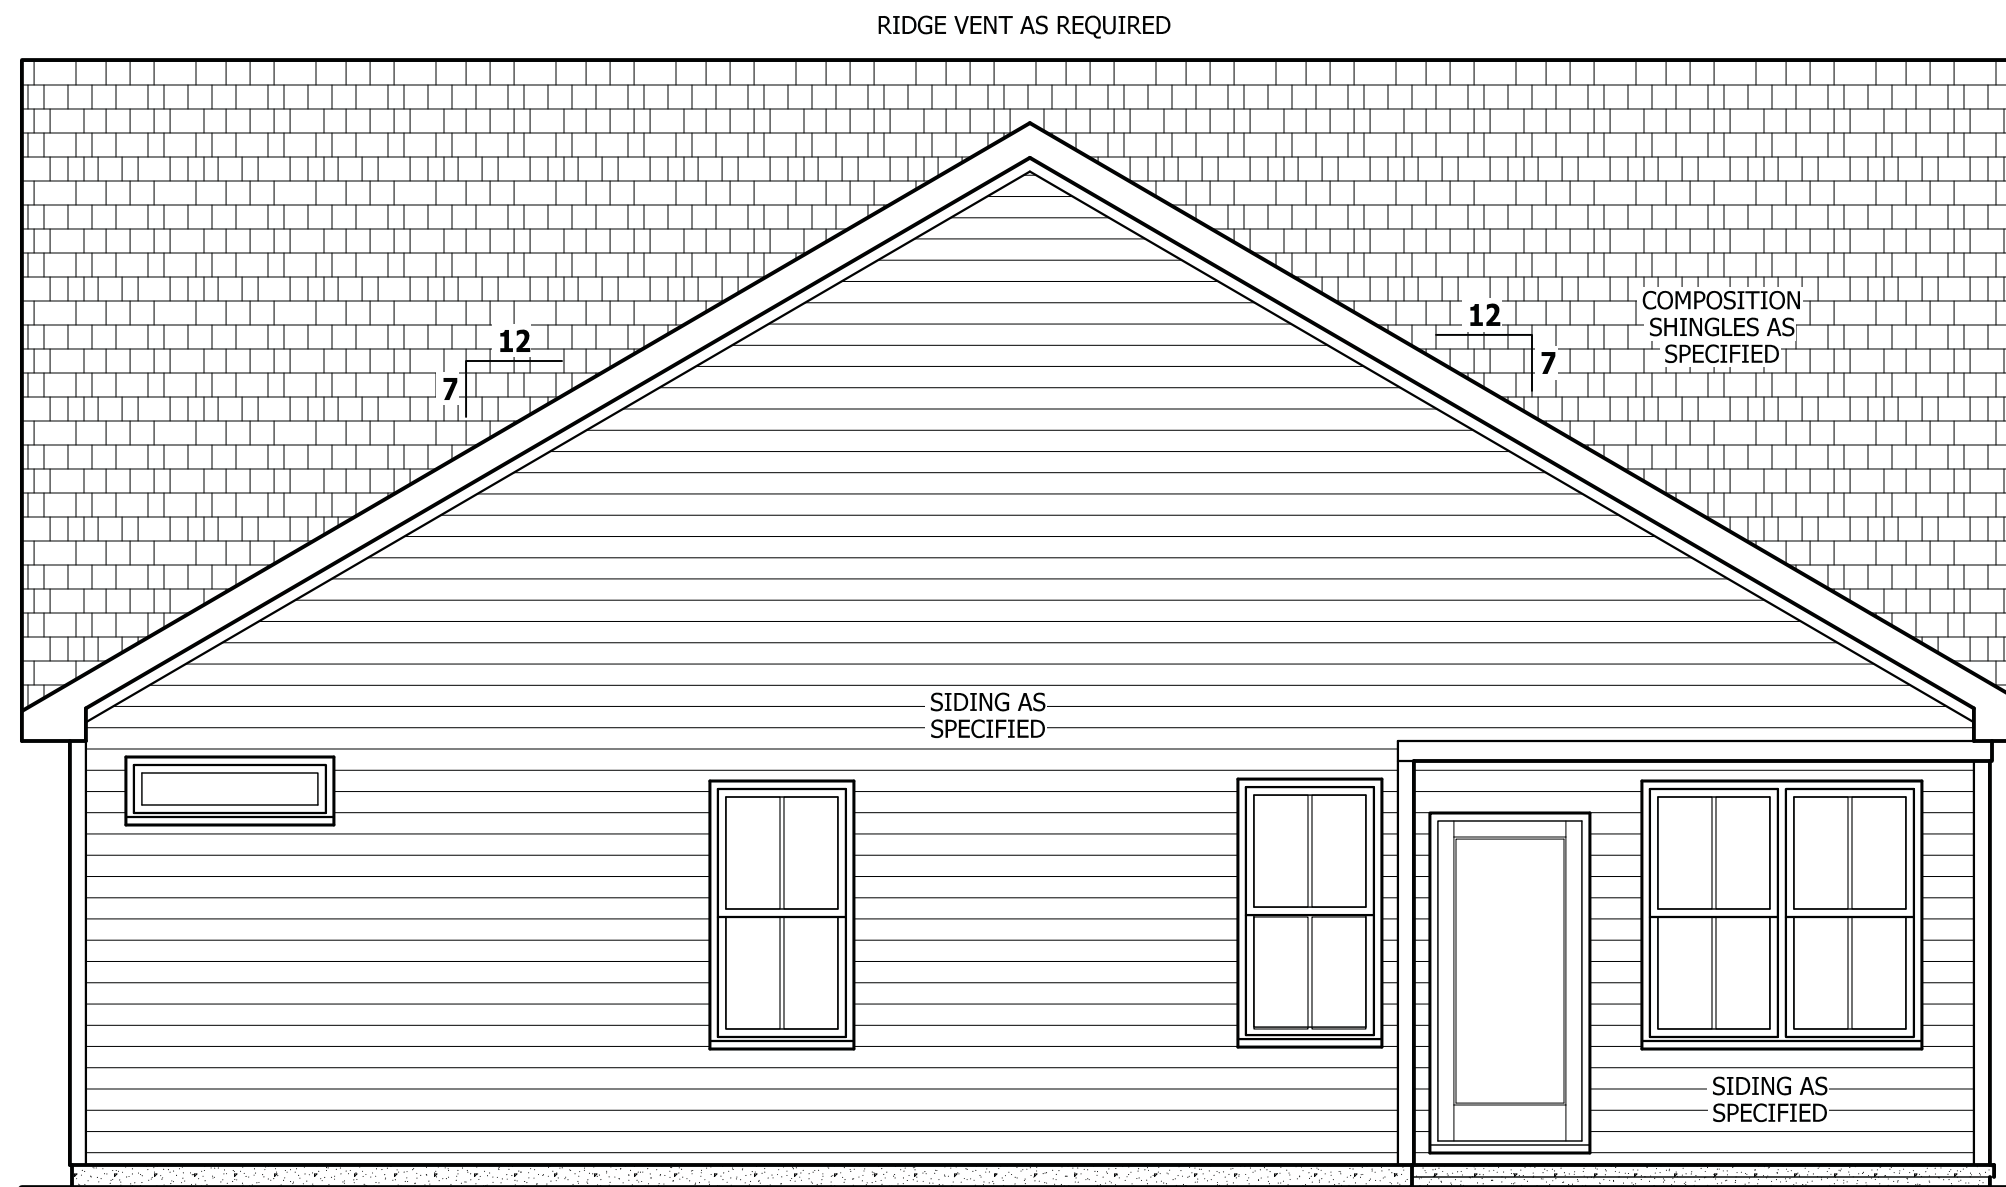 RIDGE VENT AS REQUIRED
12
7
12
7
COMPOSITION
SHINGLES AS
SPECIFIED
SIDING AS
SPECIFIED
SIDING AS
SPECIFIED